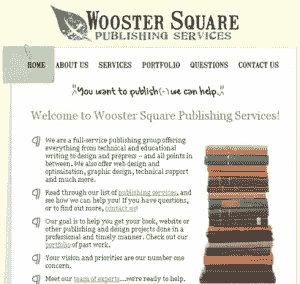 WOOSTER SQUARE
PUBLISHING SERVICES
HOME ABOUT US SERVICES PORTFOLIO QUESTIONS CONTACT US
"You want to publish (-) we can help."
Welcome to Wooster Square Publishing Services!
¶ We are a full-service publishing group offering
everything from technical and educational
writing to design and prepress – and all points
in between. We also offer web design and
optimization, graphic design, technical support
and much more.
¶ Read through our list of publishing services, and
see how we can help you! If you have questions,
or to find out more, contact us!
¶ Our goal is to help you get your book, website or
other publishing and design projects done in a
professional and timely manner. Check out our
portfolio of past work.
¶ Your vision and priorities are our number one
concern.
¶ Meet our team of experts...we're ready to help.